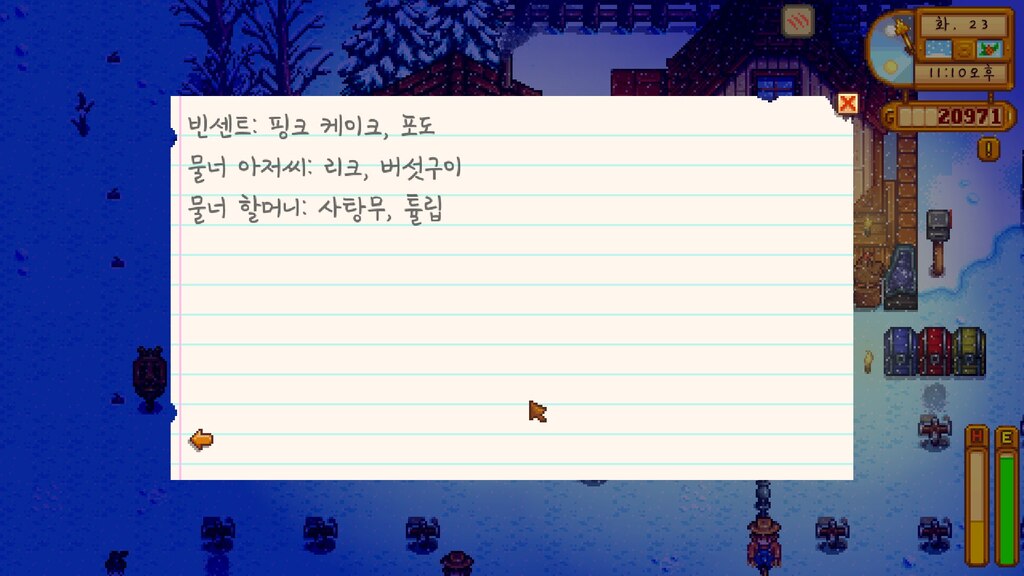 화. 23
11:10오후
G 20971
빈센트: 핑크 케이크, 포도
물너 아저씨: 리크, 버섯구이
물너 할머니: 사탕무, 튤립
H E